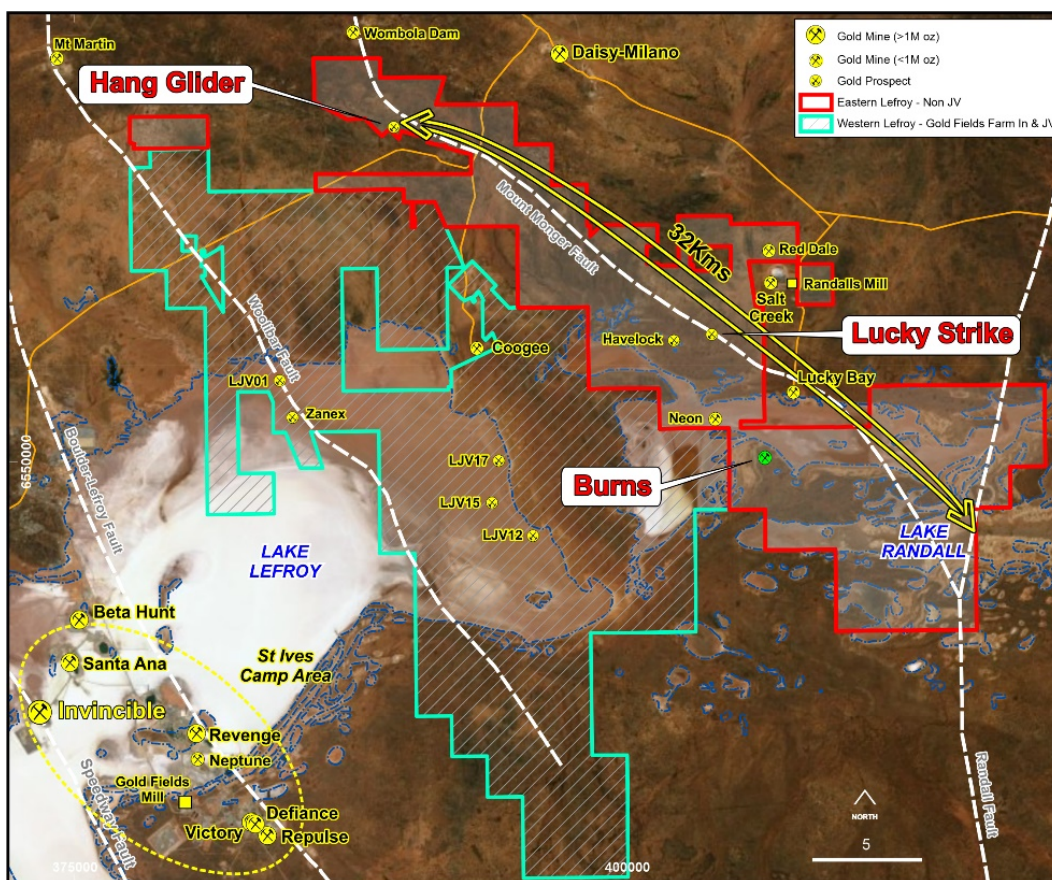 Mt Martin
Wombola Dam
Daisy-Milano
Hang Glider
Gold Mine (>1M oz)
Gold Mine (<1M oz)
Gold Prospect
Eastern Lefroy - Non JV
Western Lefroy - Gold Fields Farm In & JV
Mount Monger Fault
32Kms
Red Dale
Randalls Mill
Salt
Creek
Woolibar Fault
Coogee
Havelock
Lucky Strike
LJV01
Zanex
Lucky Bay
Neon
6550000
Boulder-Lefroy Fault
LJV17
Burns
LJV15
LJV12
LAKE
LEFROY
LAKE
RANDALL
Beta Hunt
Santa Ana
St Ives
Camp Area
Invincible
Revenge
Neptune
Gold Fields
Mill
Speedway Fault
Defiance
Victory
Repulse
Randall Fault
NORTH
5
375000
400000